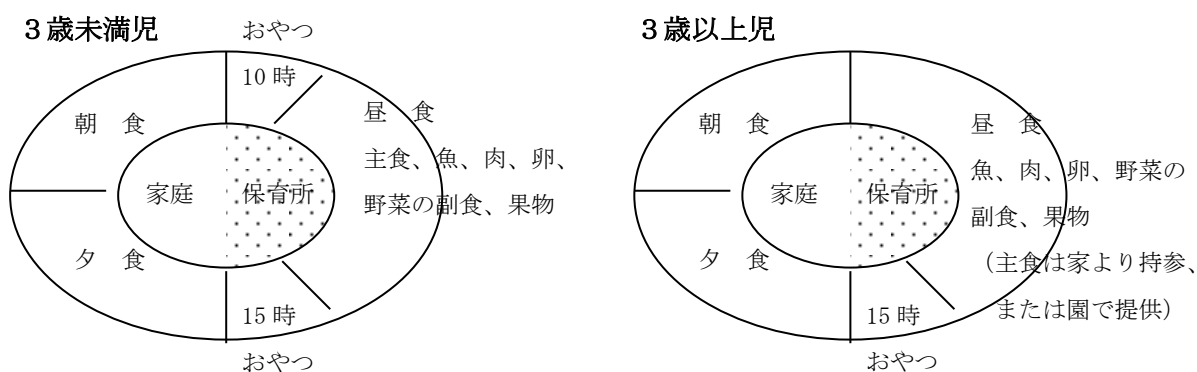 ３歳未満児
おやつ
10時
朝　食
昼　食
主食、魚、肉、卵、
野菜の副食、果物
家庭
保育所
夕　食
15時
おやつ
３歳以上児
朝　食
昼　食
魚、肉、卵、野菜の
副食、果物
（主食は家より持参、
または園で提供）
家庭
保育所
夕　食
15時
おやつ